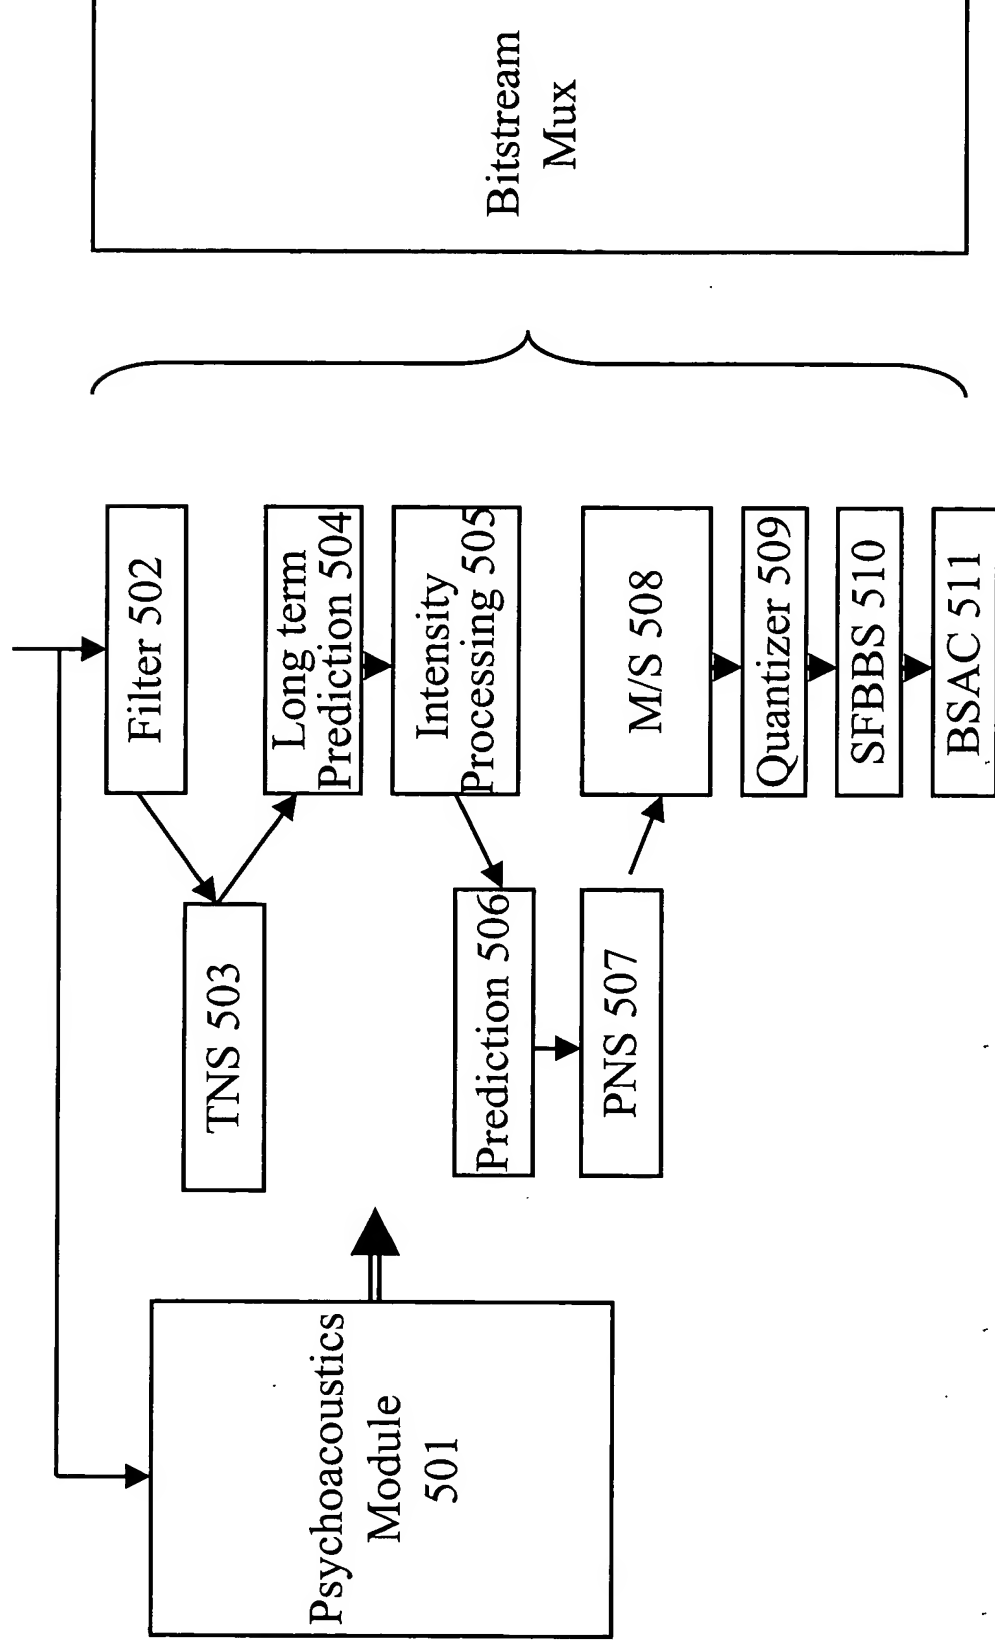 Psychoacoustics
Module
501
Filter 502
TNS 503
Long term
Prediction 504
Intensity
Processing 505
Prediction 506
PNS 507
M/S 508
Quantizer 509
SFBBS 510
BSAC 511
Bitstream
Mux